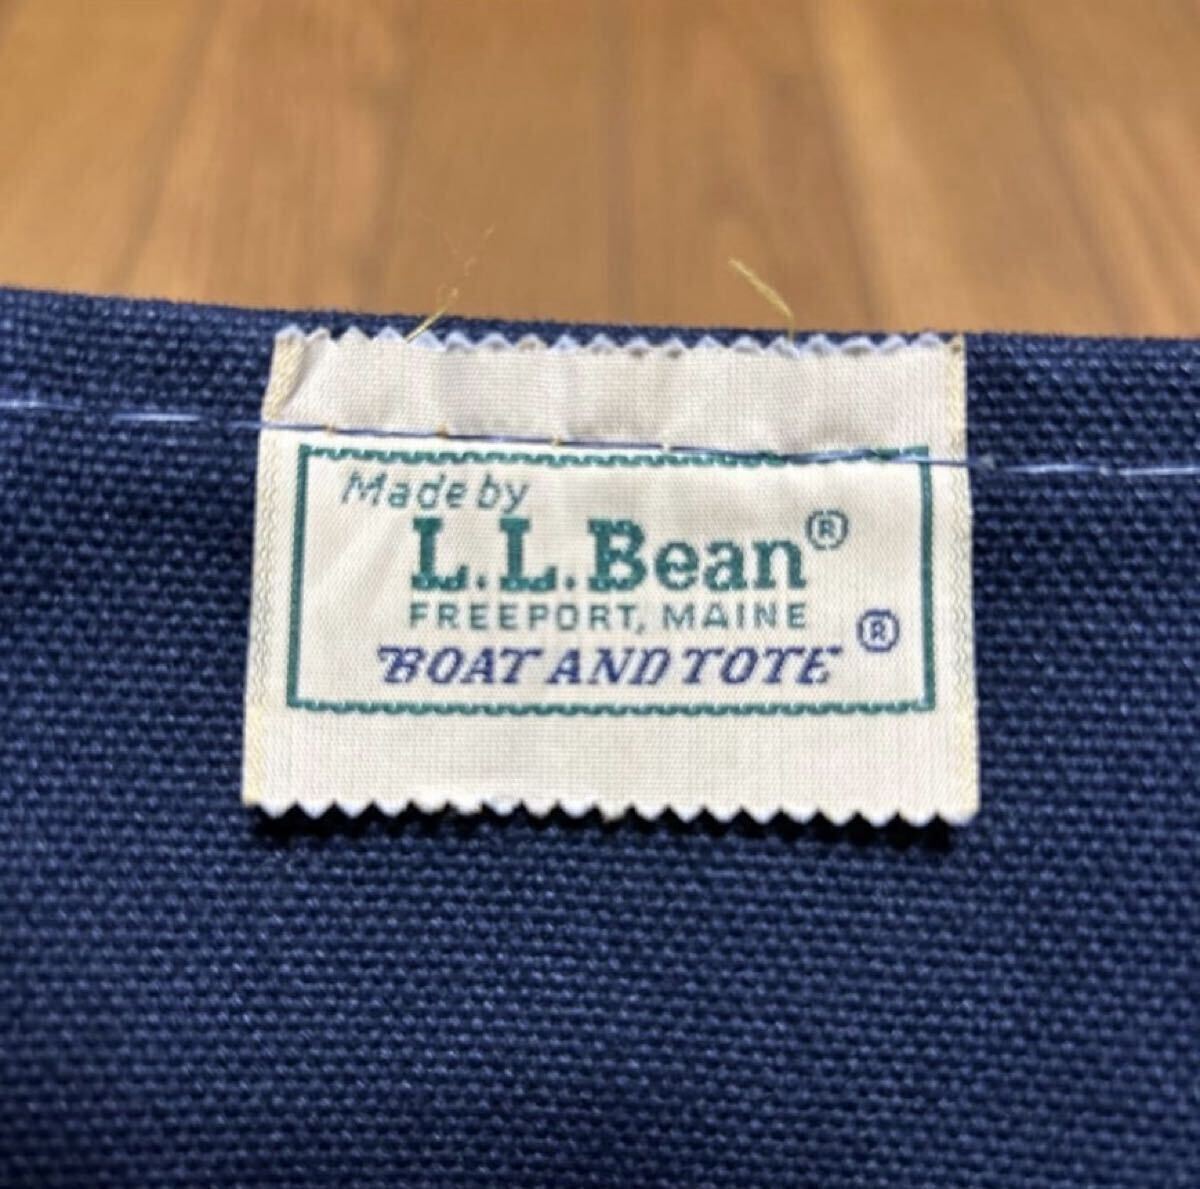 Made by
L.L.Bean®
FREEPORT, MAINE
BOAT AND TOTE ®